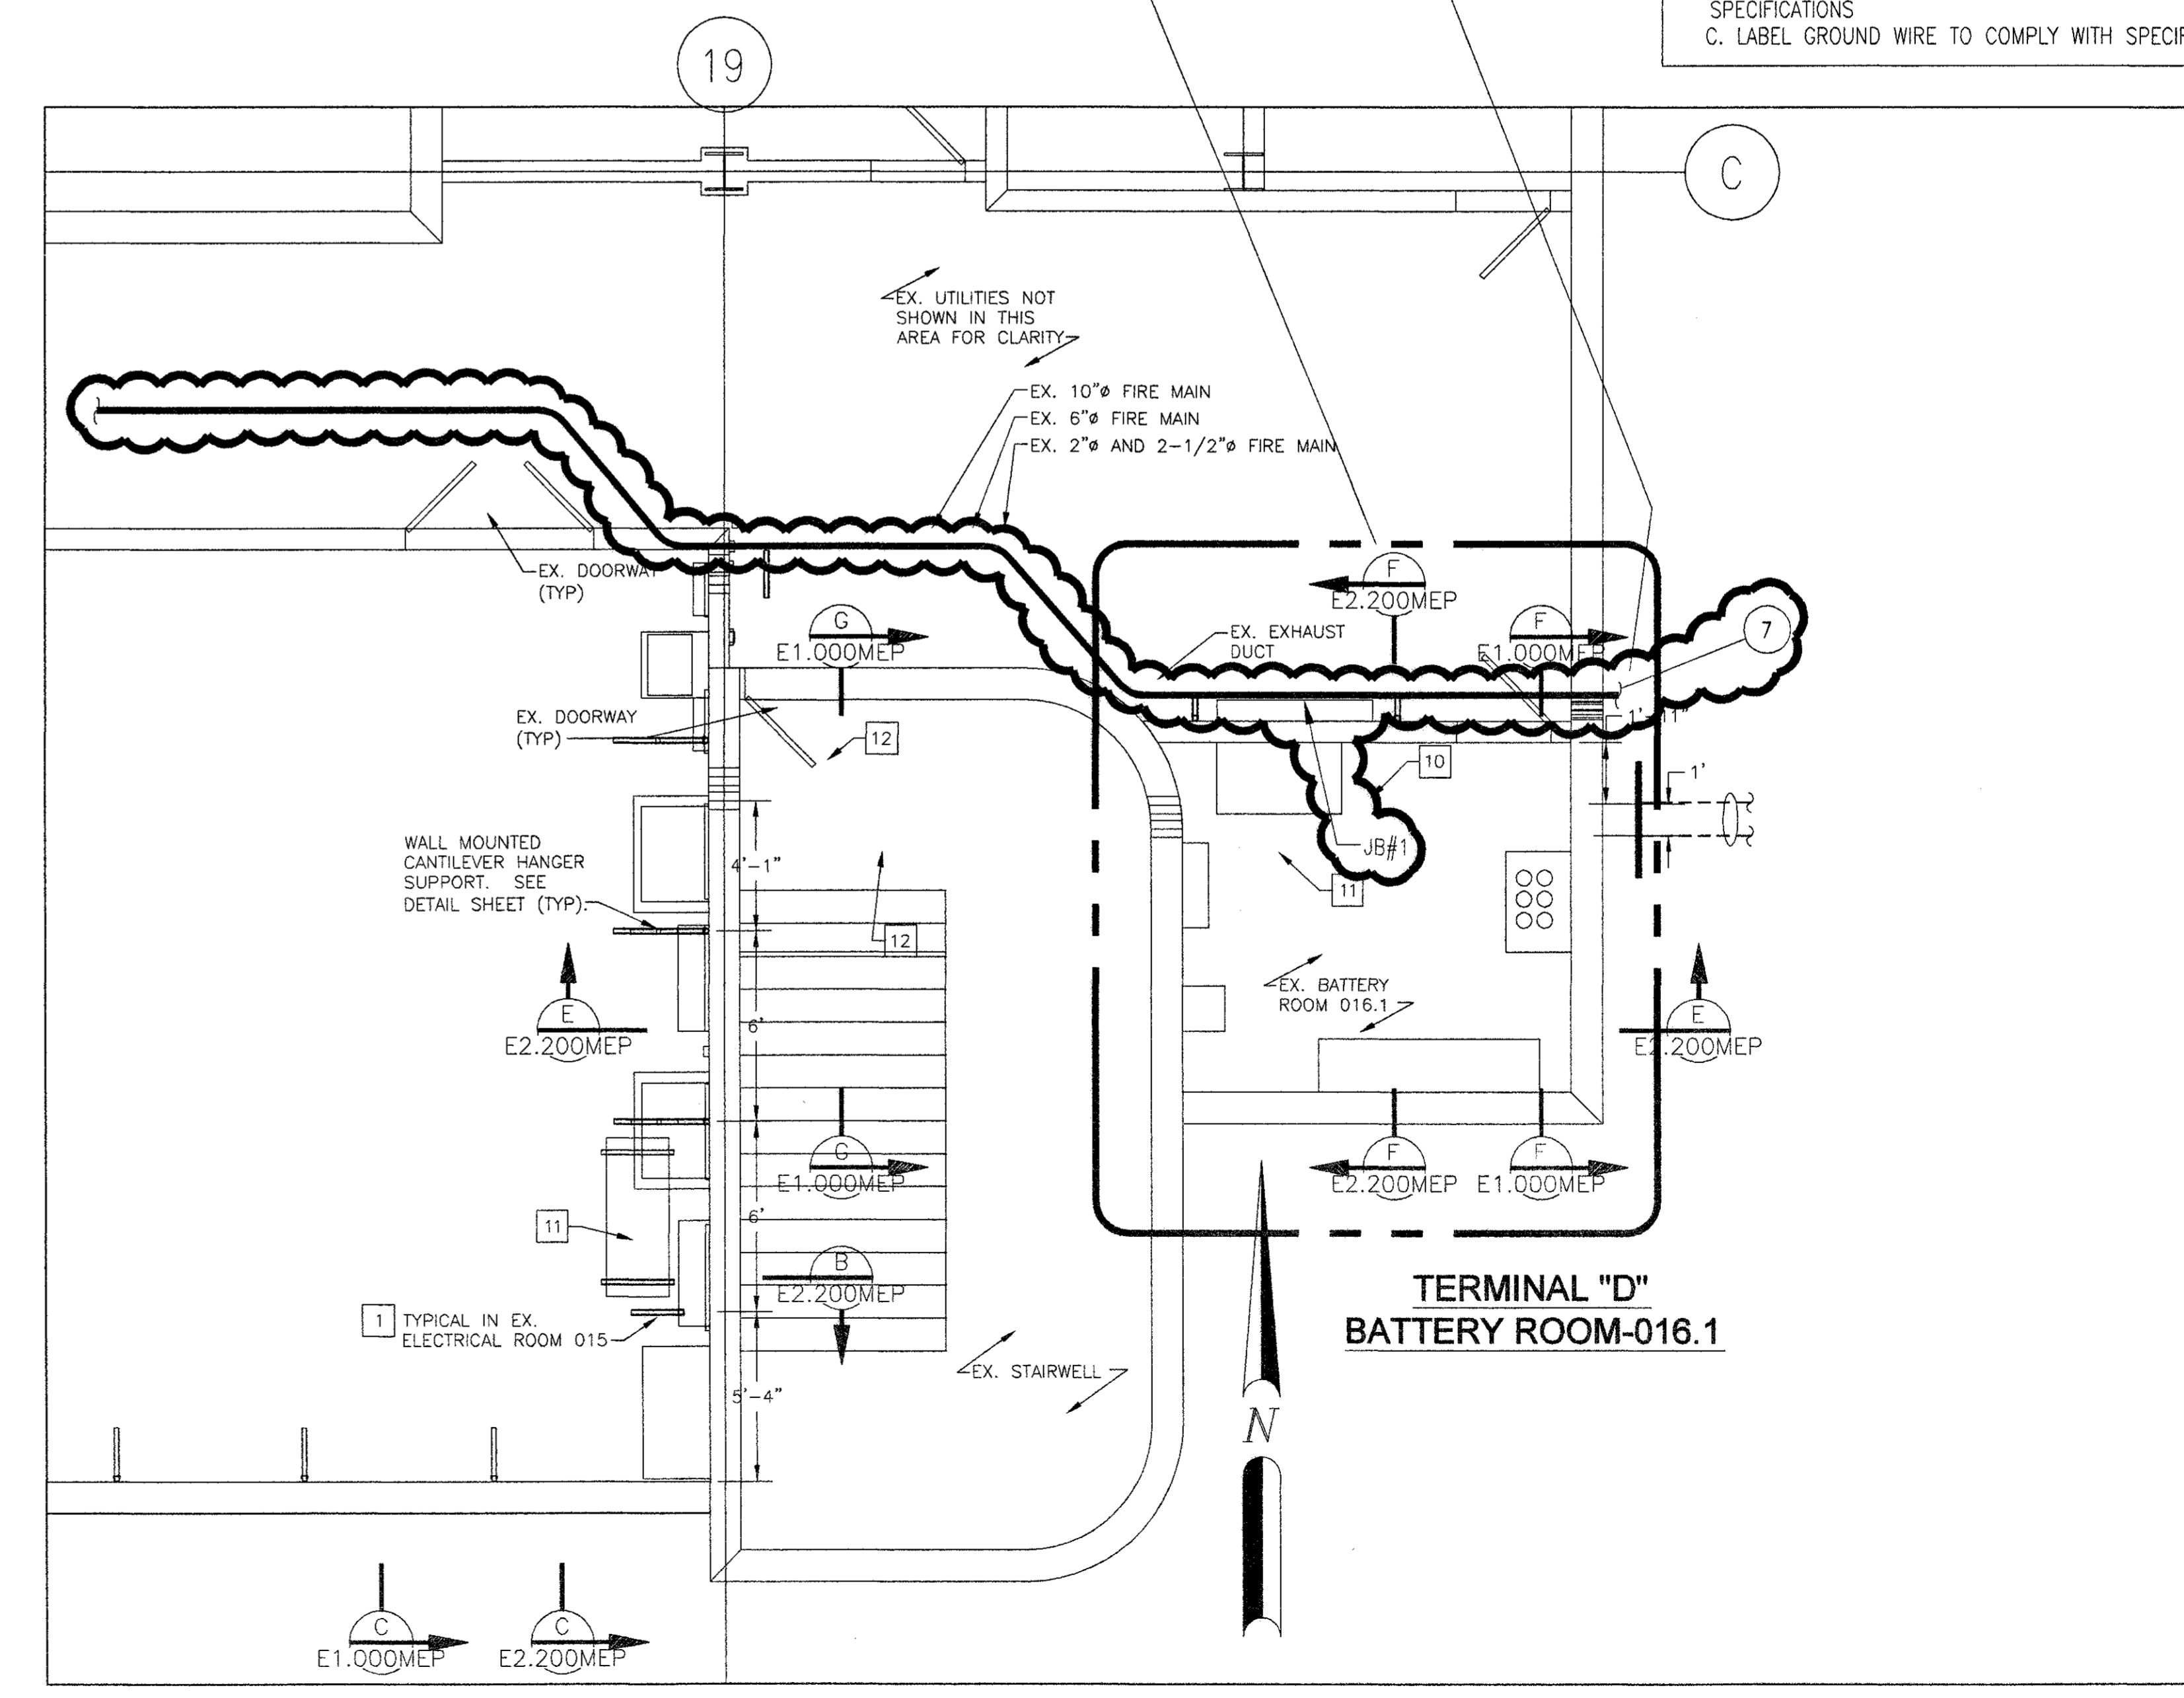 SPECIFICATIONS
C. LABEL GROUND WIRE TO COMPLY WITH
19
C
EX. UTILITIES NOT
SHOWN IN THIS
AREA FOR CLARITY
EX. 10"ø FIRE MAIN
EX. 6"ø FIRE MAIN
EX. 2"ø AND 2-1/2"ø FIRE MAIN
EX. DOORWAY
(TYP)
F
E2.200MEP
G
E1.000MEP
EX. EXHAUST
DUCT
F
E1.000MEP
7
EX. DOORWAY
(TYP)
12
10
1'
JB#1
11
WALL MOUNTED
CANTILEVER HANGER
SUPPORT. SEE
DETAIL SHEET (TYP).
4'-1"
12
EX. BATTERY
ROOM 016.1
E
E2.200MEP
6'
E
E2.200MEP
G
E1.000MEP
F
E2.200MEP
F
E1.000MEP
11
6'
B
E2.200MEP
TERMINAL "D"
BATTERY ROOM-016.1
1
TYPICAL IN EX.
ELECTRICAL ROOM 015
EX. STAIRWELL
5'-4"
N
C
E1.000MEP
C
E2.200MEP